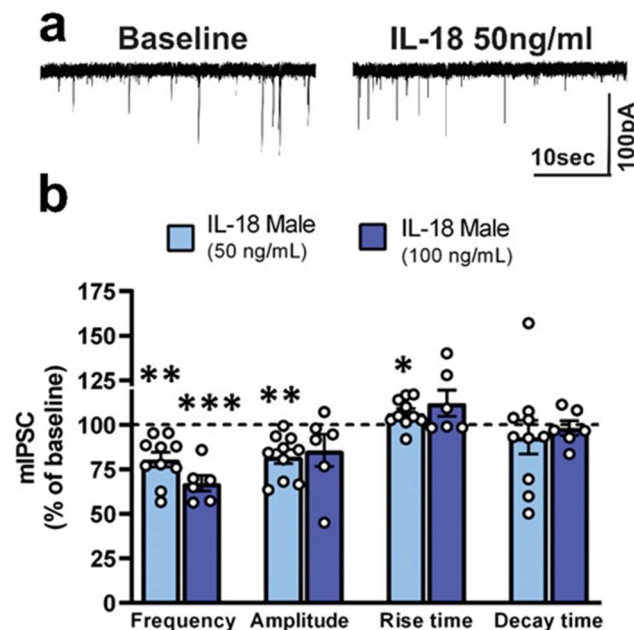 a
Baseline
IL-18 50ng/ml
100pA
10sec
b
IL-18 Male
(50 ng/mL)
IL-18 Male
(100 ng/mL)
mIPSC
(% of baseline)
175
150
125
100
75
50
25
0
**
***
**
*
Frequency
Amplitude
Rise time
Decay time